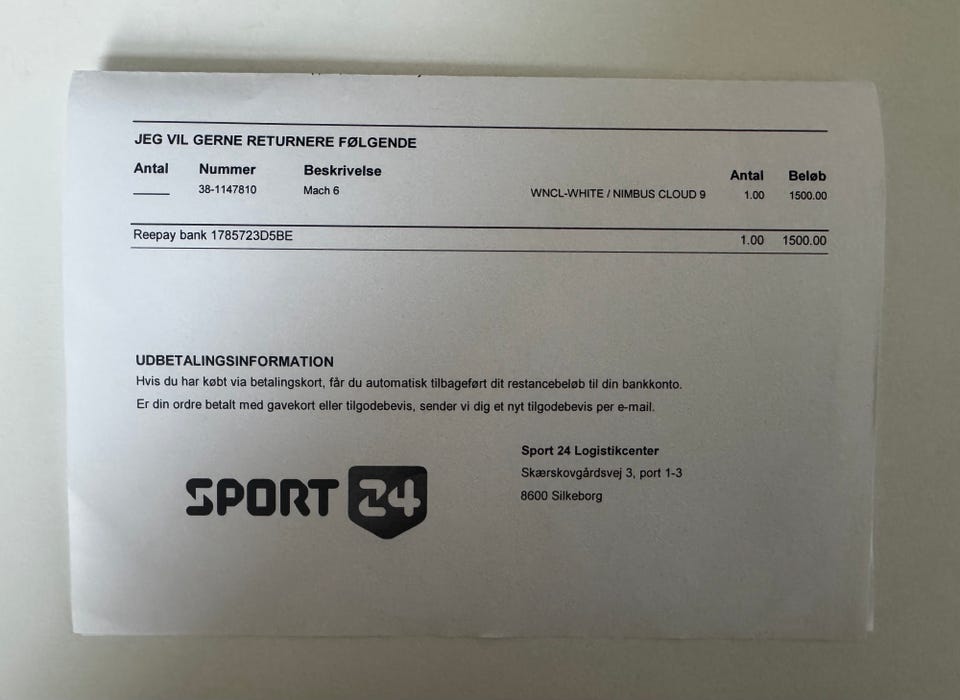 JEG VIL GERNE RETURNERE FØLGENDE
Antal Nummer Beskrivelse Antal Beløb
38-1147810 Mach 6 WNCL-WHITE / NIMBUS CLOUD 9 1.00 1500.00
Reepay bank 1785723D5BE 1.00 1500.00
UDBETALINGSINFORMATION
Hvis du har købt via betalingskort, får du automatisk tilbageført dit restancebeløb til din bankkonto.
Er din ordre betalt med gavekort eller tilgodebevis, sender vi dig et nyt tilgodebevis per e-mail.
Sport 24 Logistikcenter
Skærskovgårdsvej 3, port 1-3
8600 Silkeborg
SPORT 24